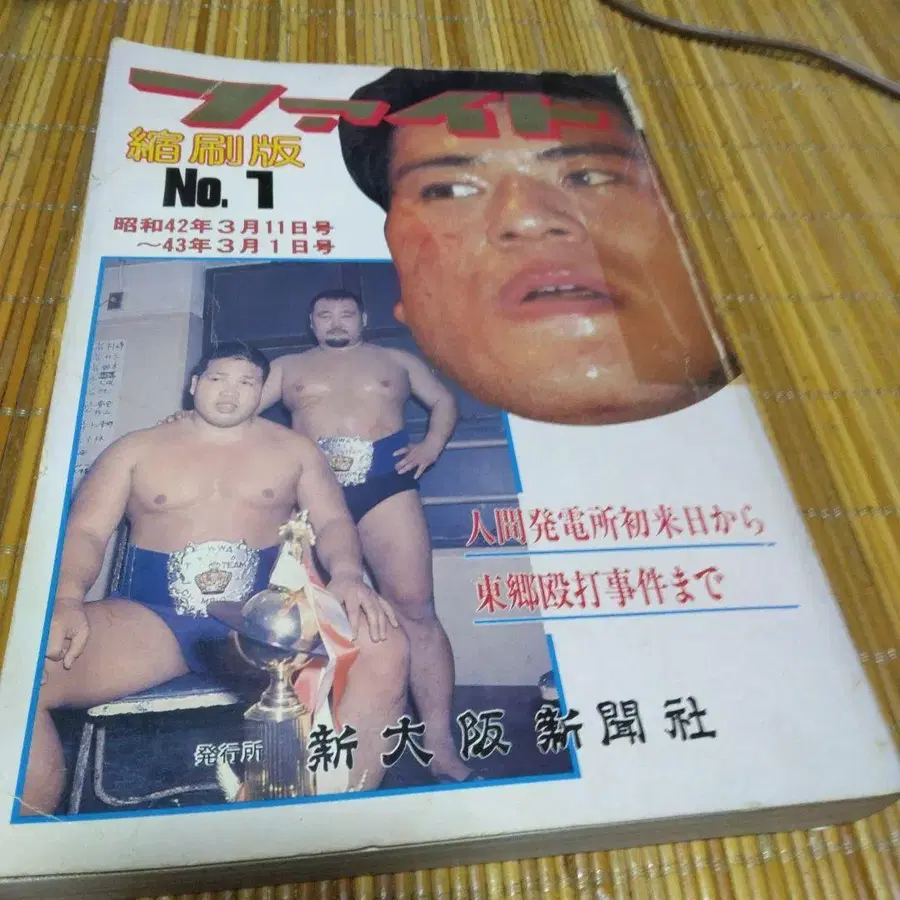 ファイト
縮刷版
No. 1
昭和42年3月11日号
～43年3月1日号
人間発電所初来日から
東郷殴打事件まで
発行所 新大阪新聞社